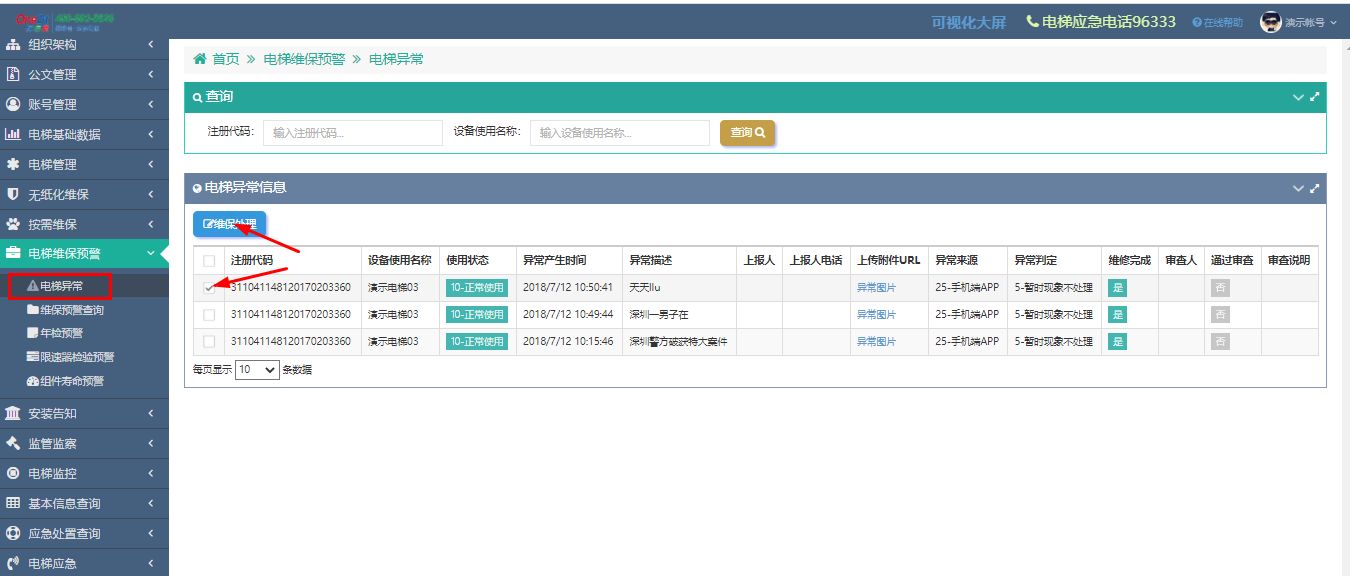 可视化大屏 电梯应急电话96333 在线帮助 演示帐号
组织架构
公文管理
账号管理
电梯基础数据
电梯管理
无纸化维保
按需维保
电梯维保预警
电梯异常
维保预警查询
年检预警
限速器检验预警
组件寿命预警
安装告知
监管监察
电梯监控
基本信息查询
应急处置查询
电梯应急
首页 » 电梯维保预警 » 电梯异常
查询
注册代码: 输入注册代码... 设备使用名称: 输入设备使用名称... 查询
电梯异常信息
维保处理
注册代码 设备使用名称 使用状态 异常产生时间 异常描述 上报人 上报人电话 上传附件URL 异常来源 异常判定 维修完成 审查人 通过审查 审查说明
311041148120170203360 演示电梯03 10-正常使用 2018/7/12 10:50:41 天天llu 异常图片 25-手机端APP 5-暂时现象不处理 是 否
311041148120170203360 演示电梯03 10-正常使用 2018/7/12 10:49:44 深圳一男子在 异常图片 25-手机端APP 5-暂时现象不处理 是 否
311041148120170203360 演示电梯03 10-正常使用 2018/7/12 10:15:46 深圳警方破获特大案件 异常图片 25-手机端APP 5-暂时现象不处理 是 否
每页显示 10 条数据